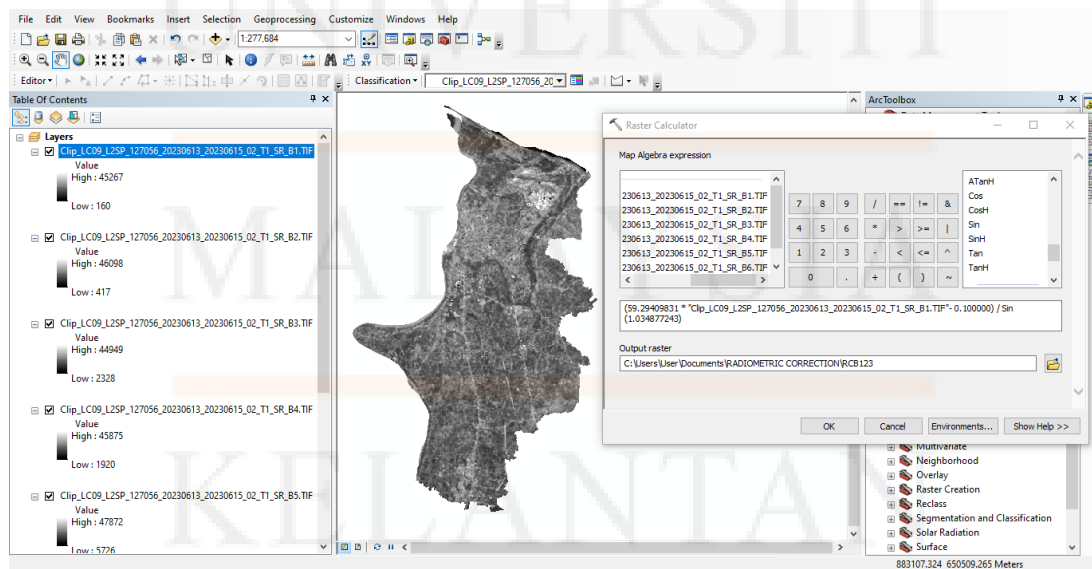 UNIVERSITI
File Edit View Bookmarks Insert Selection Geoprocessing Customize Windows Help
1:277,684
Editor
Classification Clip_LC09_L2SP_127056_20
Table Of Contents
Layers
Clip_LC09_L2SP_127056_20230613_20230615_02_T1_SR_B1.TIF
Value
High : 45267
Low : 160
Clip_LC09_L2SP_127056_20230613_20230615_02_T1_SR_B2.TIF
Value
High : 46098
Low : 417
Clip_LC09_L2SP_127056_20230613_20230615_02_T1_SR_B3.TIF
Value
High : 44949
Low : 2328
Clip_LC09_L2SP_127056_20230613_20230615_02_T1_SR_B4.TIF
Value
High : 45875
Low : 1920
Clip_LC09_L2SP_127056_20230613_20230615_02_T1_SR_B5.TIF
Value
High : 47872
Low : 5726
MALAYSIA
KELANTAN
ArcToolbox
Raster Calculator
Map Algebra expression
230613_20230615_02_T1_SR_B1.TIF
230613_20230615_02_T1_SR_B2.TIF
230613_20230615_02_T1_SR_B3.TIF
230613_20230615_02_T1_SR_B4.TIF
230613_20230615_02_T1_SR_B5.TIF
230613_20230615_02_T1_SR_B6.TIF
7 8 9 / == != &
4 5 6 * > >= |
1 2 3 - < <= ^
0 . + ( ) ~
ATanH
Cos
CosH
Sin
SinH
Tan
TanH
(59.29409831 * "Clip_LC09_L2SP_127056_20230613_20230615_02_T1_SR_B1.TIF"- 0.100000) / Sin
(1.034877243)
Output raster
C:\Users\User\Documents\RADIOMETRIC CORRECTION\RCB123
OK Cancel Environments... Show Help >>
Multivariate
Neighborhood
Overlay
Raster Creation
Reclass
Segmentation and Classification
Solar Radiation
Surface
883107.324 650509.265 Meters